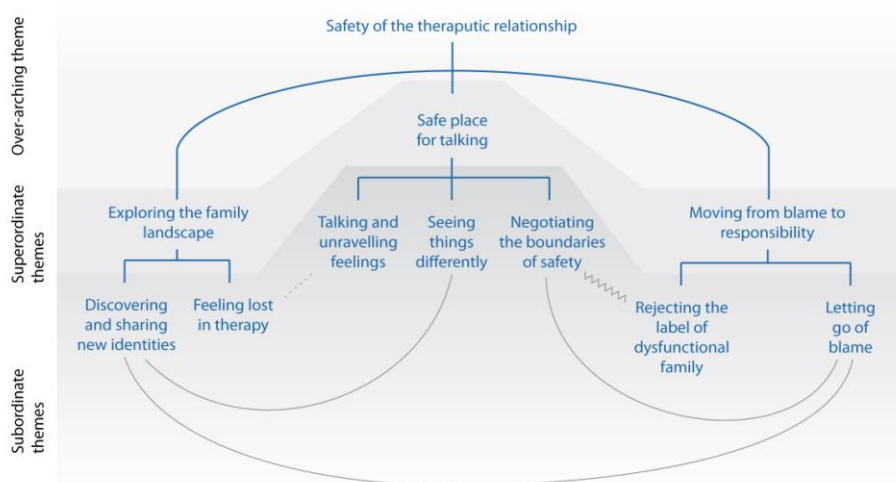 Over-arching theme
Safety of the theraputic relationship
Safe place
for talking
Superordinate
themes
Exploring the family
landscape
Talking and
unravelling
feelings
Seeing
things
differently
Negotiating
the boundaries
of safety
Moving from blame to
responsibility
Subordinate
themes
Discovering
and sharing
new identities
Feeling lost
in therapy
Rejecting the
label of
dysfunctional
family
Letting
go of
blame